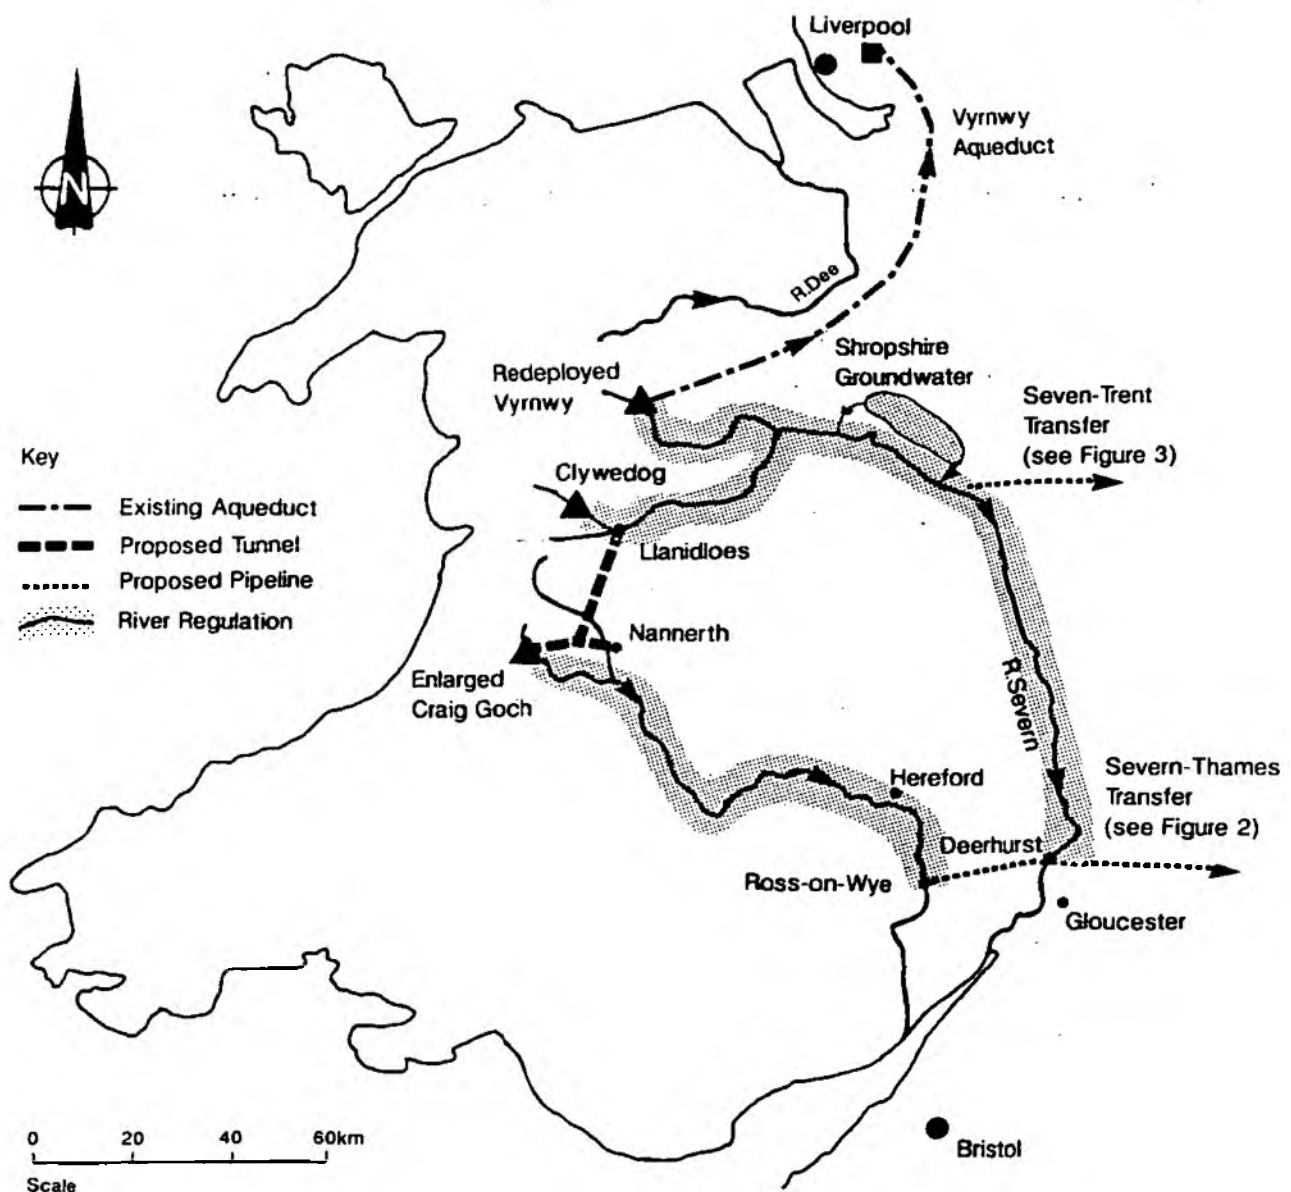 Liverpool
Vyrnwy
Aqueduct
N
R.Dee
Shropshire
Groundwater
Redeployed
Vyrnwy
Seven-Trent
Transfer
(see Figure 3)
Key
Existing Aqueduct
Proposed Tunnel
Proposed Pipeline
River Regulation
Clywedog
Llanidloes
Nannerth
Enlarged
Craig Goch
R.Severn
Hereford
Severn-Thames
Transfer
(see Figure 2)
Deerhurst
Ross-on-Wye
Gloucester
Bristol
0 20 40 60km
Scale